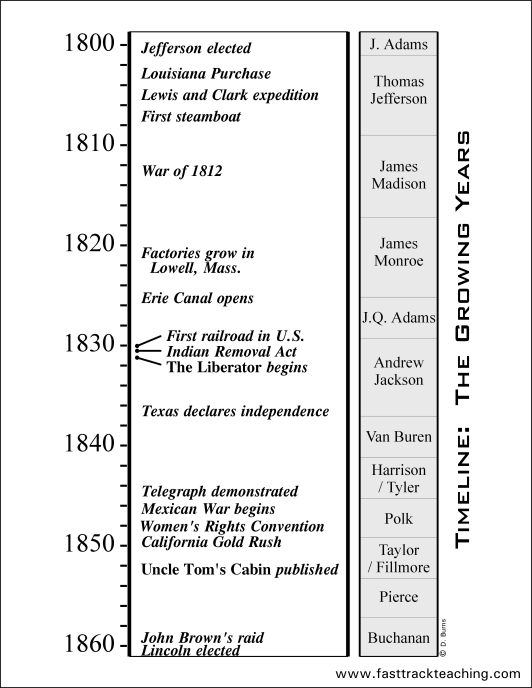 1800
Jefferson elected
Louisiana Purchase
Lewis and Clark expedition
First steamboat
1810
War of 1812
1820
Factories grow in
Lowell, Mass.
Erie Canal opens
First railroad in U.S.
1830
Indian Removal Act
The Liberator begins
Texas declares independence
1840
Telegraph demonstrated
Mexican War begins
Women's Rights Convention
California Gold Rush
1850
Uncle Tom's Cabin published
John Brown's raid
1860
Lincoln elected
J. Adams
Thomas
Jefferson
James
Madison
James
Monroe
J.Q. Adams
Andrew
Jackson
Van Buren
Harrison
/ Tyler
Polk
Taylor
/ Fillmore
Pierce
Buchanan
TIMELINE: THE GROWING YEARS
© D. Burns
www.fasttrackteaching.com